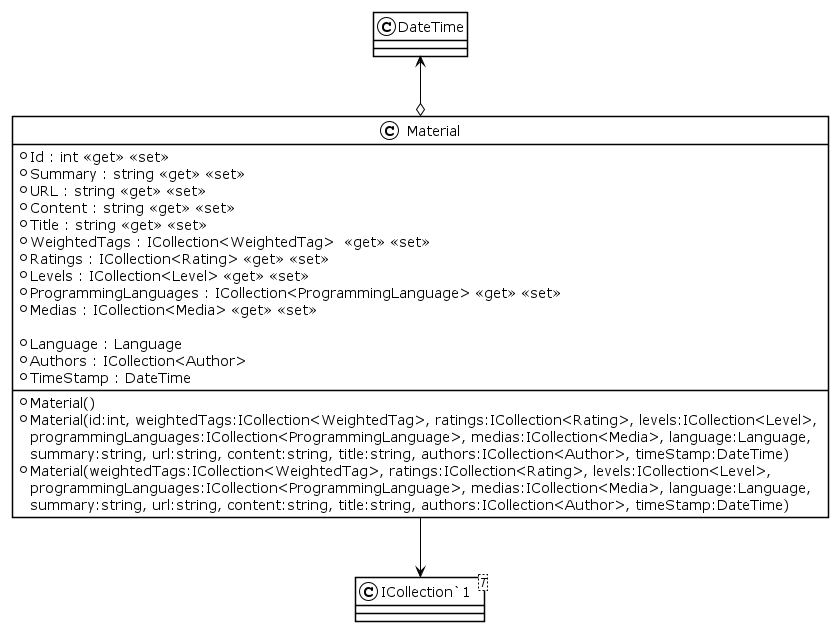 C DateTime
C Material
Id : int «get» «set»
Summary : string «get» «set»
URL : string «get» «set»
Content : string «get» «set»
Title : string «get» «set»
WeightedTags : ICollection<WeightedTag>  «get» «set»
Ratings : ICollection<Rating> «get» «set»
Levels : ICollection<Level> «get» «set»
ProgrammingLanguages : ICollection<ProgrammingLanguage> «get» «set»
Medias : ICollection<Media> «get» «set»
Language : Language
Authors : ICollection<Author>
TimeStamp : DateTime
Material()
Material(id:int, weightedTags:ICollection<WeightedTag>, ratings:ICollection<Rating>, levels:ICollection<Level>,
programmingLanguages:ICollection<ProgrammingLanguage>, medias:ICollection<Media>, language:Language,
summary:string, url:string, content:string, title:string, authors:ICollection<Author>, timeStamp:DateTime)
Material(weightedTags:ICollection<WeightedTag>, ratings:ICollection<Rating>, levels:ICollection<Level>,
programmingLanguages:ICollection<ProgrammingLanguage>, medias:ICollection<Media>, language:Language,
summary:string, url:string, content:string, title:string, authors:ICollection<Author>, timeStamp:DateTime)
T
C ICollection`1